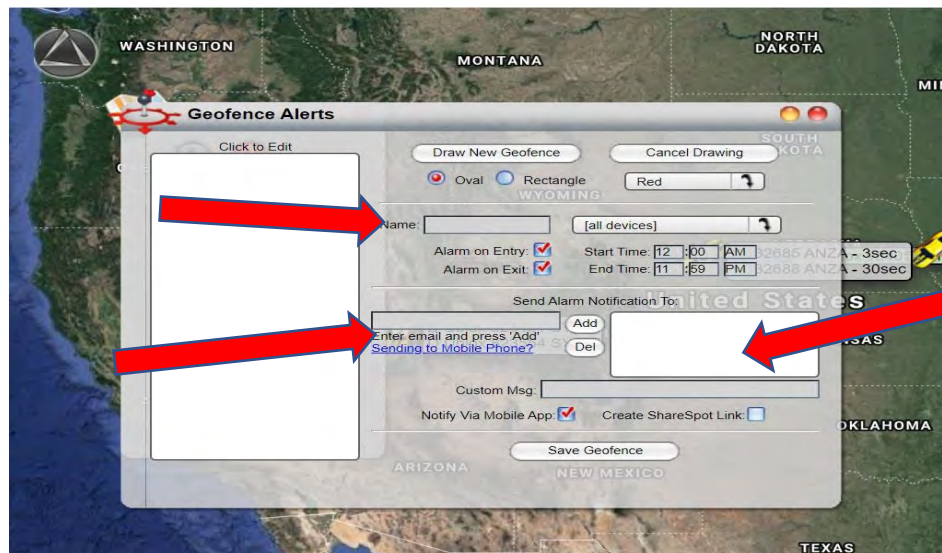 WASHINGTON
MONTANA
NORTH
DAKOTA
Geofence Alerts
Click to Edit
Draw New Geofence
Cancel Drawing
SOUTH
KOTA
Oval
Rectangle
Red
WYOMING
Name:
[all devices]
Alarm on Entry:
Start Time: 12 :00 AM
32685 ANZA - 3sec
Alarm on Exit:
End Time: 11 :59 PM
32688 ANZA - 30sec
Send Alarm Notification To:
United States
Add
Enter email and press 'Add'
Sending to Mobile Phone?
Del
SAS
Custom Msg:
Notify Via Mobile App:
Create ShareSpot Link:
OKLAHOMA
Save Geofence
ARIZONA
NEW MEXICO
TEXAS